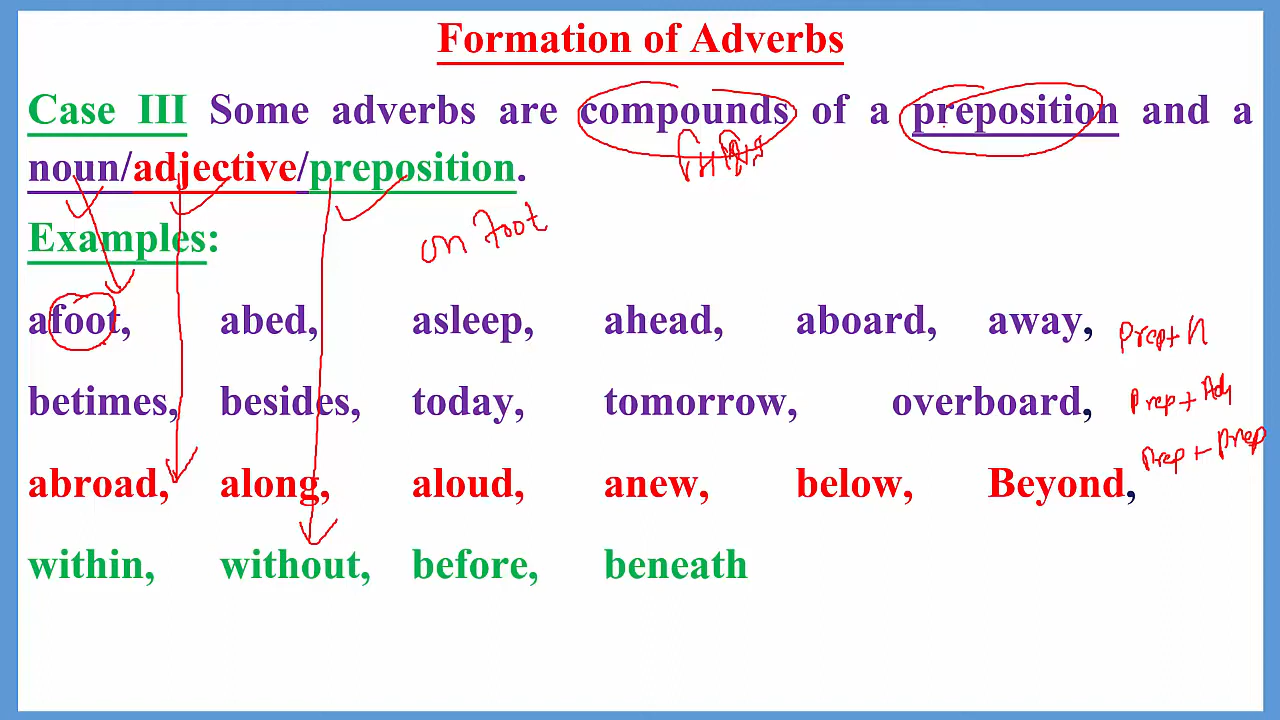 Formation of Adverbs
Case III Some adverbs are compounds of a preposition and a
noun/adjective/preposition.
Examples:
on foot
afoot, abed, asleep, ahead, aboard, away,
Prep+ N
betimes, besides, today, tomorrow, overboard,
Prep + Adj
Prep + Prep
abroad, along, aloud, anew, below, Beyond,
within, without, before, beneath